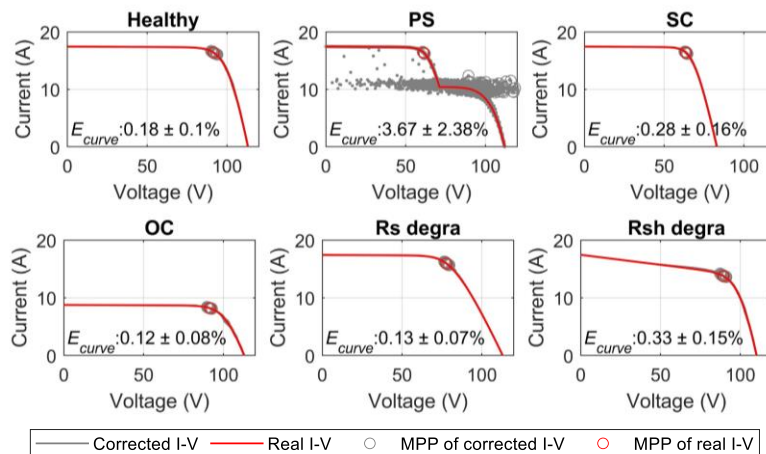 Healthy
PS
SC
20
10
0
0
50
100
Current (A)
Voltage (V)
E_curve:0.18 ± 0.1%
20
10
0
0
50
100
Current (A)
Voltage (V)
E_curve:3.67 ± 2.38%
20
10
0
0
50
100
Current (A)
Voltage (V)
E_curve:0.28 ± 0.16%
OC
Rs degra
Rsh degra
20
10
0
0
50
100
Current (A)
Voltage (V)
E_curve:0.12 ± 0.08%
20
10
0
0
50
100
Current (A)
Voltage (V)
E_curve:0.13 ± 0.07%
20
10
0
0
50
100
Current (A)
Voltage (V)
E_curve:0.33 ± 0.15%
Corrected I-V
Real I-V
MPP of corrected I-V
MPP of real I-V